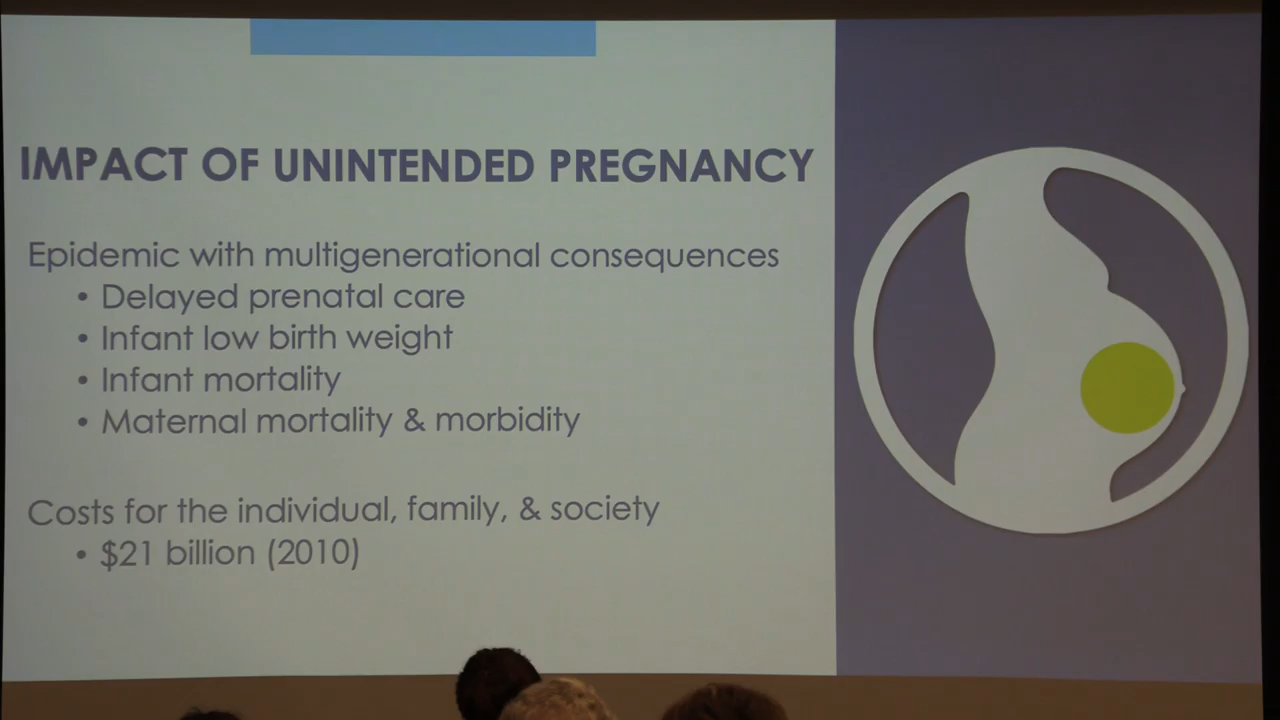 IMPACT OF UNINTENDED PREGNANCY
Epidemic with multigenerational consequences
• Delayed prenatal care
• Infant low birth weight
• Infant mortality
• Maternal mortality & morbidity
Costs for the individual, family, & society
• $21 billion (2010)